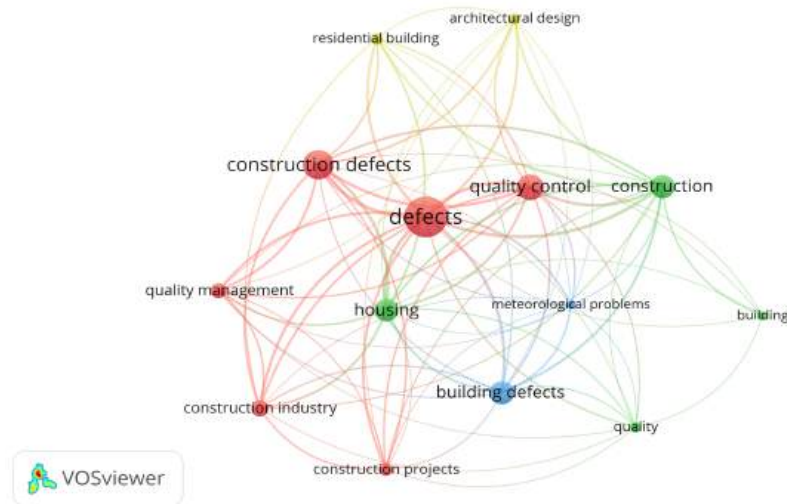 architectural design
residential building
construction defects
quality control
construction
defects
quality management
housing
meteorological problems
building
building defects
construction industry
quality
construction projects
VOSviewer